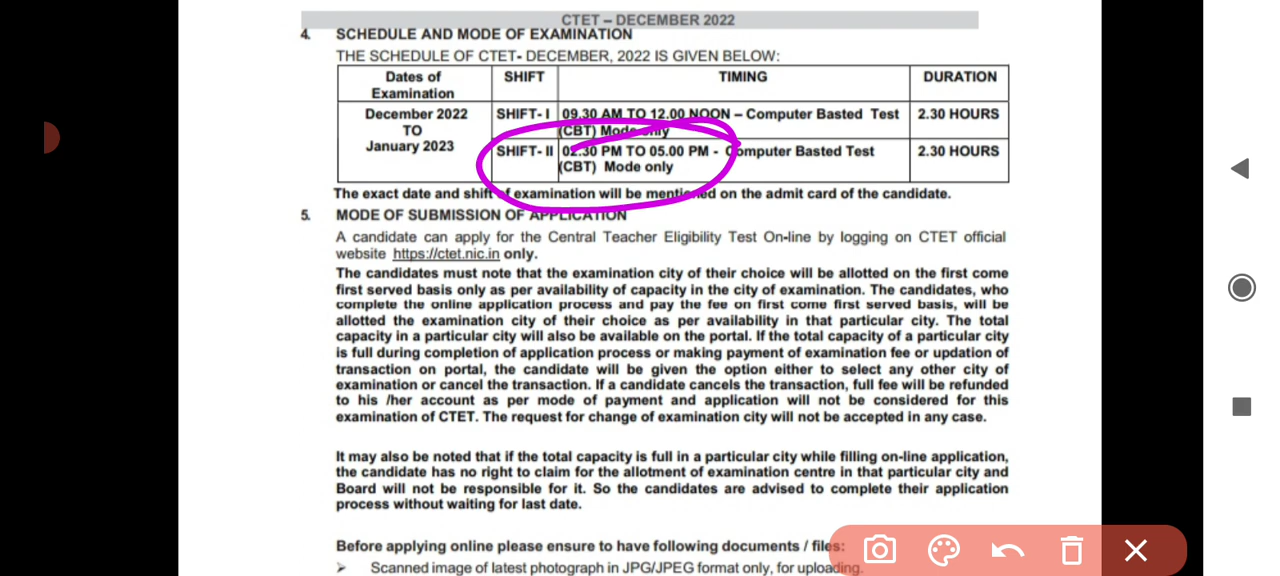 CTET – DECEMBER 2022
4. SCHEDULE AND MODE OF EXAMINATION
THE SCHEDULE OF CTET- DECEMBER, 2022 IS GIVEN BELOW:
Dates of Examination SHIFT TIMING DURATION
December 2022 TO January 2023
SHIFT- I 09.30 AM TO 12.00 NOON – Computer Basted Test 2.30 HOURS
(CBT) Mode only
SHIFT- II 02.30 PM TO 05.00 PM - Computer Basted Test 2.30 HOURS
(CBT) Mode only
The exact date and shift of examination will be mentioned on the admit card of the candidate.
5. MODE OF SUBMISSION OF APPLICATION
A candidate can apply for the Central Teacher Eligibility Test On-line by logging on CTET official
website https://ctet.nic.in only.
The candidates must note that the examination city of their choice will be allotted on the first come
first served basis only as per availability of capacity in the city of examination. The candidates, who
complete the online application process and pay the fee on first come first served basis, will be
allotted the examination city of their choice as per availability in that particular city. The total
capacity in a particular city will also be available on the portal. If the total capacity of a particular city
is full during completion of application process or making payment of examination fee or updation of
transaction on portal, the candidate will be given the option either to select any other city of
examination or cancel the transaction. If a candidate cancels the transaction, full fee will be refunded
to his /her account as per mode of payment and application will not be considered for this
examination of CTET. The request for change of examination city will not be accepted in any case.
It may also be noted that if the total capacity is full in a particular city while filling on-line application,
the candidate has no right to claim for the allotment of examination centre in that particular city and
Board will not be responsible for it. So the candidates are advised to complete their application
process without waiting for last date.
Before applying online please ensure to have following documents / files:
➢ Scanned image of latest photograph in JPG/JPEG format only, for uploading.